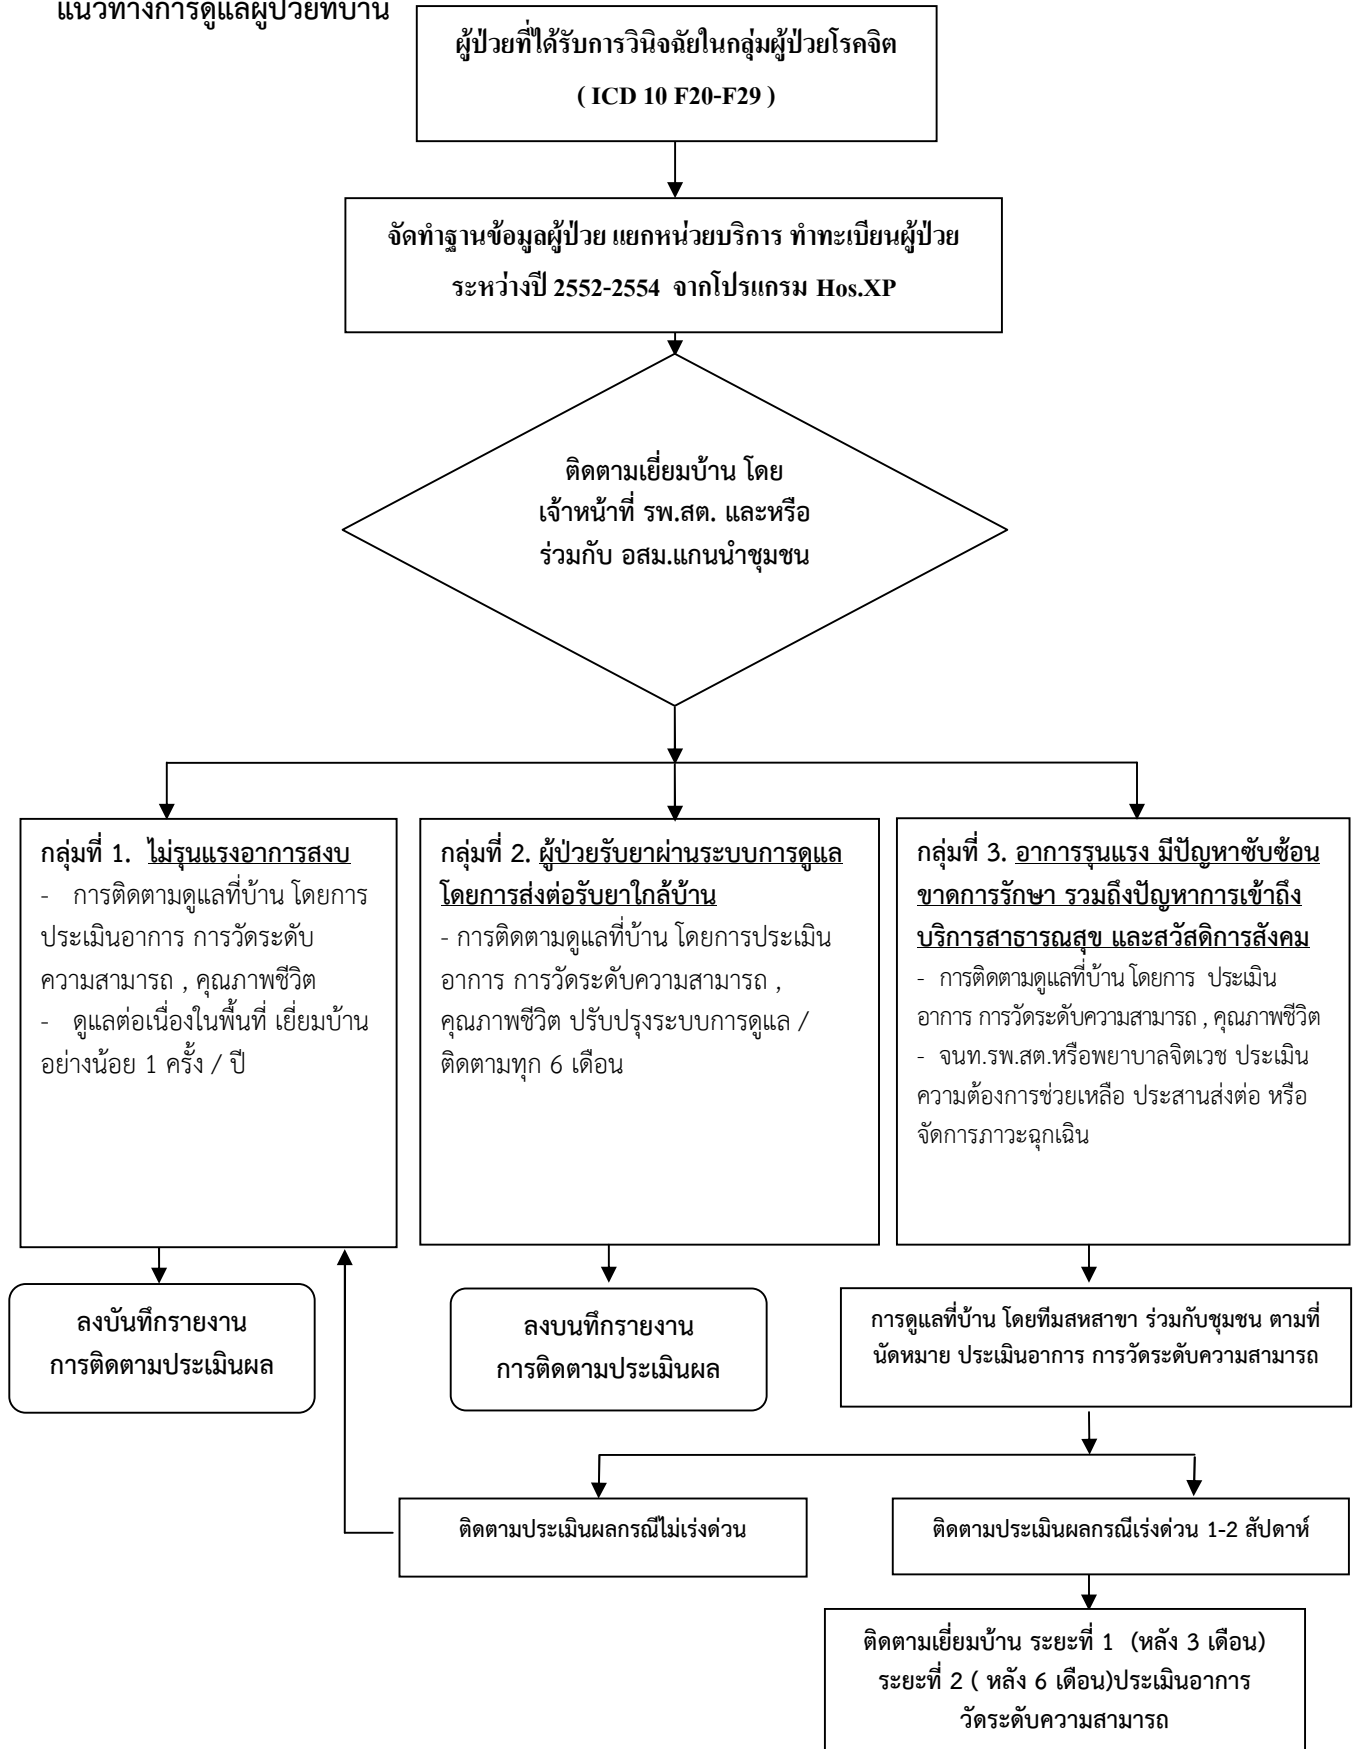 แนวทางการดูแลผู้ป่วยที่บ้าน
ผู้ป่วยที่ได้รับการวินิจฉัยในกลุ่มผู้ป่วยโรคจิต
( ICD 10 F20-F29 )
จัดทำฐานข้อมูลผู้ป่วย แยกหน่วยบริการ ทำทะเบียนผู้ป่วย
ระหว่างปี 2552-2554 จากโปรแกรม Hos.XP
ติดตามเยี่ยมบ้าน โดย
เจ้าหน้าที่ รพ.สต. และหรือ
ร่วมกับ อสม.แกนนำชุมชน
กลุ่มที่ 1. ไม่รุนแรงอาการสงบ
- การติดตามดูแลที่บ้าน โดยการ
ประเมินอาการ การวัดระดับ
ความสามารถ , คุณภาพชีวิต
- ดูแลต่อเนื่องในพื้นที่ เยี่ยมบ้าน
อย่างน้อย 1 ครั้ง / ปี
กลุ่มที่ 2. ผู้ป่วยรับยาผ่านระบบการดูแล
โดยการส่งต่อรับยาใกล้บ้าน
- การติดตามดูแลที่บ้าน โดยการประเมิน
อาการ การวัดระดับความสามารถ ,
คุณภาพชีวิต ปรับปรุงระบบการดูแล /
ติดตามทุก 6 เดือน
กลุ่มที่ 3. อาการรุนแรง มีปัญหาซับซ้อน
ขาดการรักษา รวมถึงปัญหาการเข้าถึง
บริการสาธารณสุข และสวัสดิการสังคม
- การติดตามดูแลที่บ้าน โดยการ ประเมิน
อาการ การวัดระดับความสามารถ , คุณภาพชีวิต
- จนท.รพ.สต.หรือพยาบาลจิตเวช ประเมิน
ความต้องการช่วยเหลือ ประสานส่งต่อ หรือ
จัดการภาวะฉุกเฉิน
ลงบันทึกรายงาน
การติดตามประเมินผล
ลงบนทึกรายงาน
การติดตามประเมินผล
การดูแลที่บ้าน โดยทีมสหสาขา ร่วมกับชุมชน ตามที่
นัดหมาย ประเมินอาการ การวัดระดับความสามารถ
ติดตามประเมินผลกรณีไม่เร่งด่วน
ติดตามประเมินผลกรณีเร่งด่วน 1-2 สัปดาห์
ติดตามเยี่ยมบ้าน ระยะที่ 1 (หลัง 3 เดือน)
ระยะที่ 2 ( หลัง 6 เดือน)ประเมินอาการ
วัดระดับความสามารถ